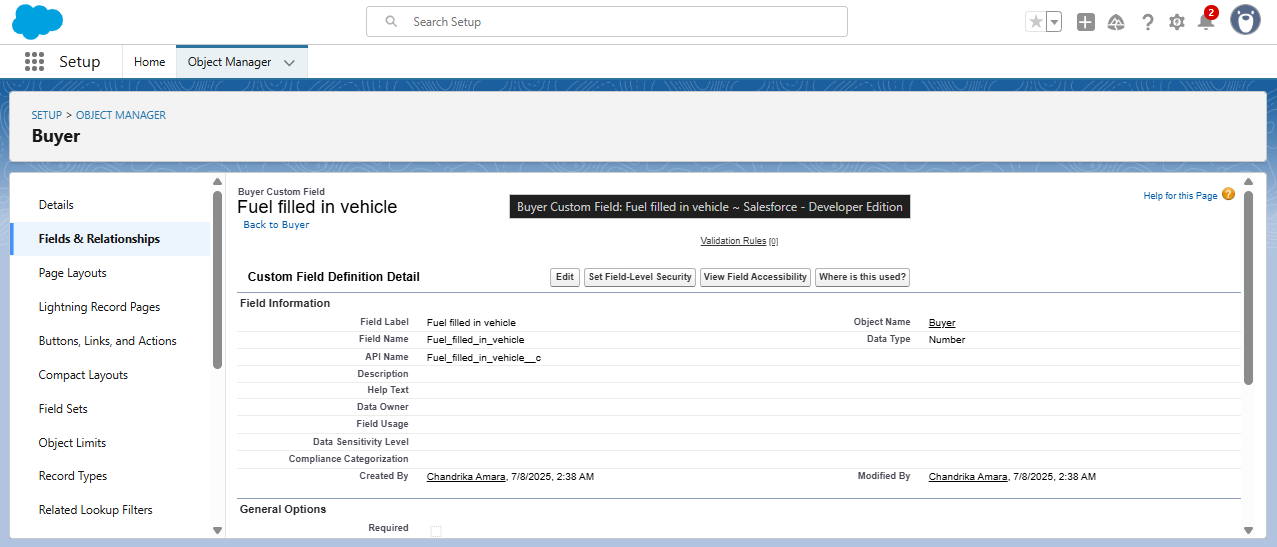 Search Setup
2
Setup
Home
Object Manager
SETUP > OBJECT MANAGER
Buyer
Details
Fields & Relationships
Page Layouts
Lightning Record Pages
Buttons, Links, and Actions
Compact Layouts
Field Sets
Object Limits
Record Types
Related Lookup Filters
Buyer Custom Field
Fuel filled in vehicle
Back to Buyer
Buyer Custom Field: Fuel filled in vehicle ~ Salesforce - Developer Edition
Help for this Page ?
Validation Rules [0]
Custom Field Definition Detail
Edit
Set Field-Level Security
View Field Accessibility
Where is this used?
Field Information
Field Label Fuel filled in vehicle Object Name Buyer
Field Name Fuel_filled_in_vehicle Data Type Number
API Name Fuel_filled_in_vehicle__c
Description
Help Text
Data Owner
Field Usage
Data Sensitivity Level
Compliance Categorization
Created By Chandrika Amara, 7/8/2025, 2:38 AM Modified By Chandrika Amara, 7/8/2025, 2:38 AM
General Options
Required